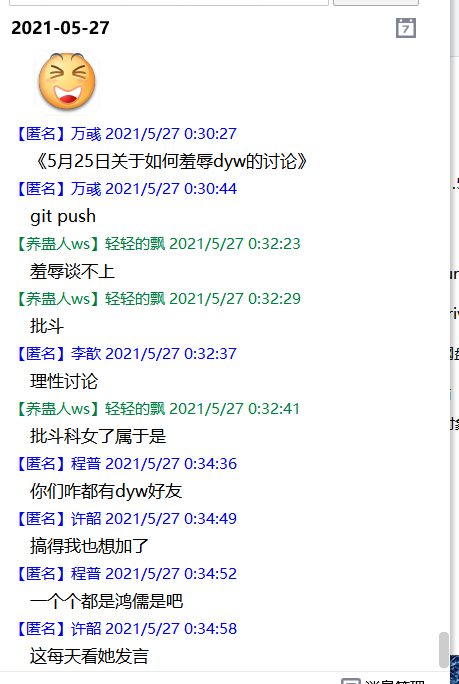 2021-05-27
7
【匿名】万彧 2021/5/27 0:30:27
《5月25日关于如何羞辱dyw的讨论》
【匿名】万彧 2021/5/27 0:30:44
git push
【养蛊人ws】轻轻的飘 2021/5/27 0:32:23
羞辱谈不上
【养蛊人ws】轻轻的飘 2021/5/27 0:32:29
批斗
【匿名】李歆 2021/5/27 0:32:37
理性讨论
【养蛊人ws】轻轻的飘 2021/5/27 0:32:41
批斗科女了属于是
【匿名】程普 2021/5/27 0:34:36
你们咋都有dyw好友
【匿名】许韶 2021/5/27 0:34:49
搞得我也想加了
【匿名】程普 2021/5/27 0:34:52
一个个都是鸿儒是吧
【匿名】许韶 2021/5/27 0:34:58
这每天看她发言